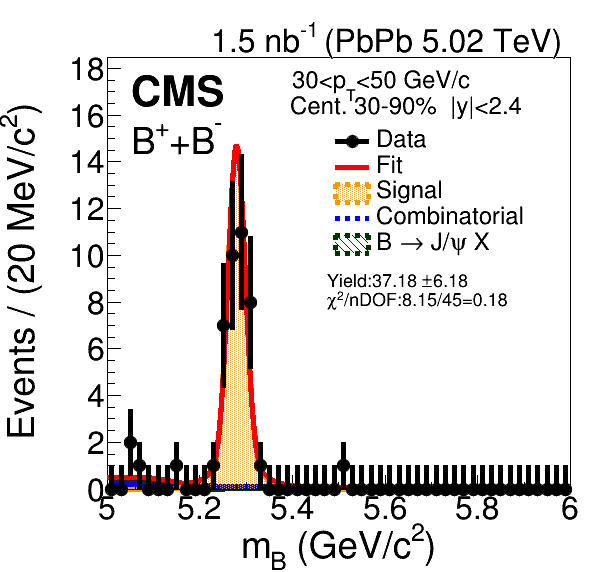 1.5 nb⁻¹ (PbPb 5.02 TeV)
CMS
B⁺+B⁻
30<p_T<50 GeV/c
Cent. 30-90% |y|<2.4
Data
Fit
Signal
Combinatorial
B → J/ψ X
Yield:37.18 ±6.18
χ²/nDOF:8.15/45=0.18
Events / (20 MeV/c²)
18
16
14
12
10
8
6
4
2
0
5
5.2
5.4
5.6
5.8
6
m_B (GeV/c²)